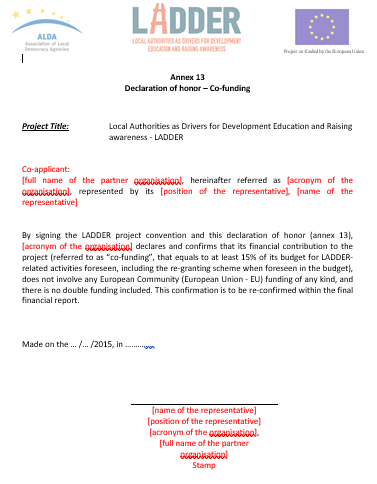 ALDA
Association of Local
Democracy Agencies
LADDER
LOCAL AUTHORITIES AS DRIVERS FOR DEVELOPMENT
EDUCATION AND RAISING AWARENESS
Project co-funded by the European Union
Annex 13
Declaration of honor – Co-funding
Project Title: Local Authorities as Drivers for Development Education and Raising
awareness - LADDER
Co-applicant:
[full name of the partner organisation], hereinafter referred as [acronym of the
organisation], represented by its [position of the representative], [name of the
representative]
By signing the LADDER project convention and this declaration of honor (annex 13),
[acronym of the organisation] declares and confirms that its financial contribution to the
project (referred to as "co-funding", that equals to at least 15% of its budget for LADDER-
related activities foreseen, including the re-granting scheme when foreseen in the budget),
does not involve any European Community (European Union - EU) funding of any kind, and
there is no double funding included. This confirmation is to be re-confirmed within the final
financial report.
Made on the … /… /2015, in ………..
[name of the representative]
[position of the representative]
[acronym of the organisation],
[full name of the partner
organisation]
Stamp